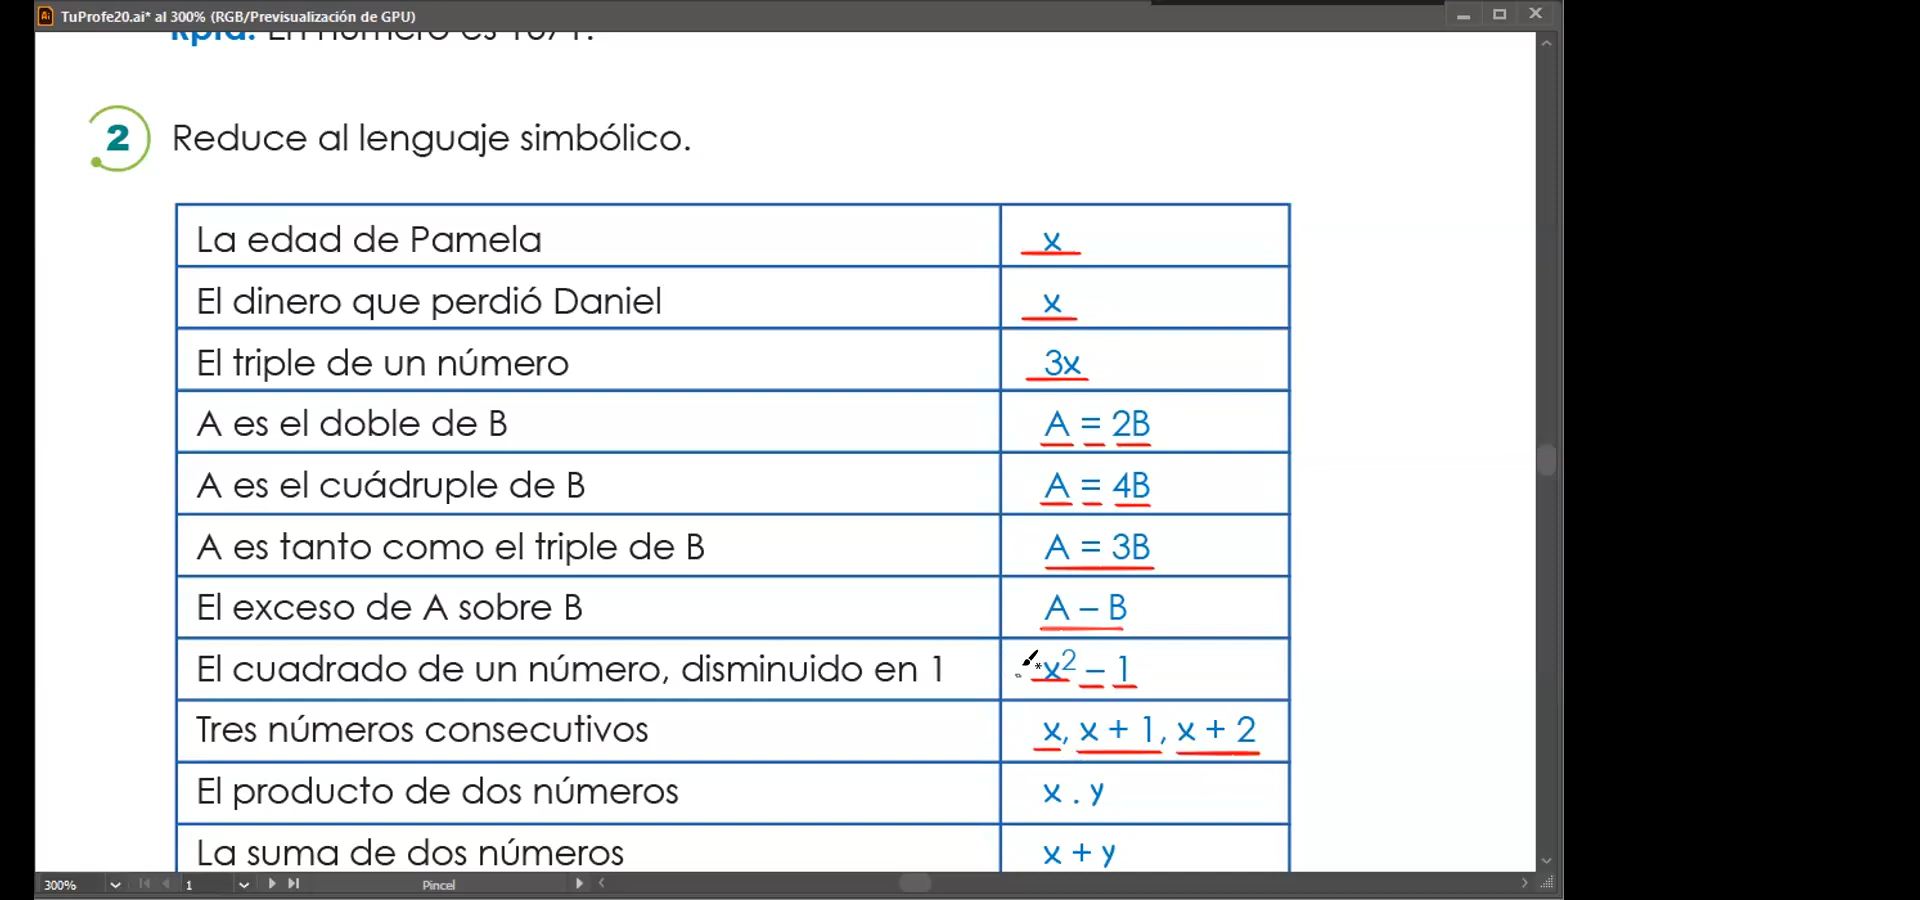 TuProfe20.ai* al 300% (RGB/Previsualización de GPU)
Rpta. El número es
2 Reduce al lenguaje simbólico.
La edad de Pamela x
El dinero que perdió Daniel x
El triple de un número 3x
A es el doble de B A = 2B
A es el cuádruple de B A = 4B
A es tanto como el triple de B A = 3B
El exceso de A sobre B A – B
El cuadrado de un número, disminuido en 1 x² – 1
Tres números consecutivos x, x + 1, x + 2
El producto de dos números x . y
La suma de dos números x + y
300% 1 Pincel